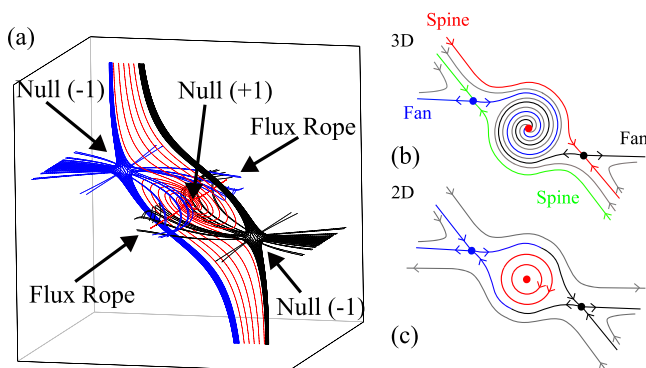 (a)
Null (-1)
Null (+1)
Flux Rope
Flux Rope
Null (-1)
Spine
3D
Fan
Fan
(b)
Spine
2D
(c)